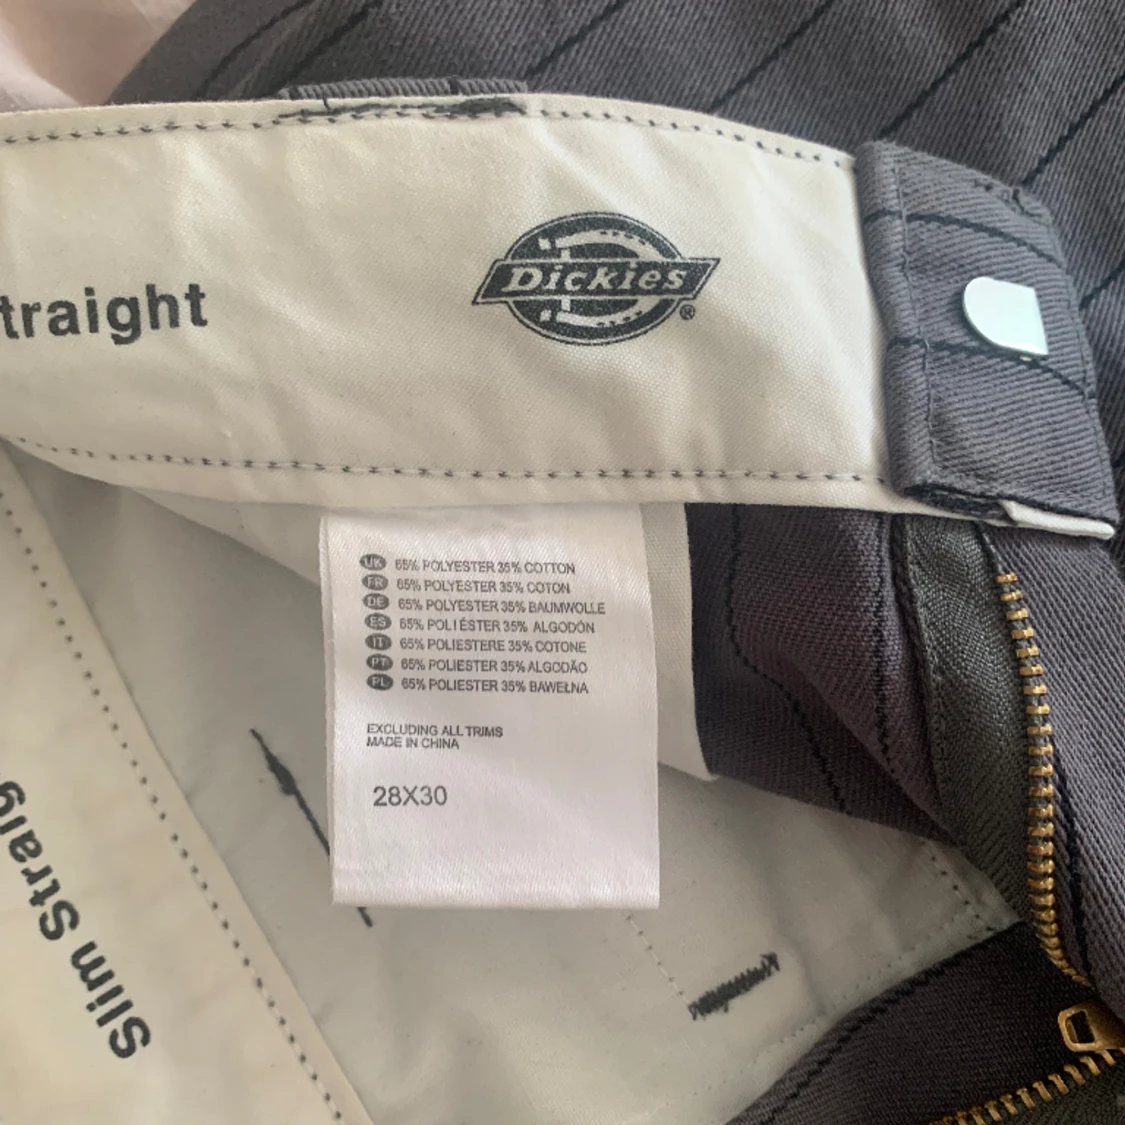 traight
Dickies®
UK 65% POLYESTER 35% COTTON
FR 65% POLYESTER 35% COTON
DE 65% POLYESTER 35% BAUMWOLLE
ES 65% POLIÉSTER 35% ALGODÓN
IT 65% POLIESTERE 35% COTONE
PT 65% POLIESTER 35% ALGODÃO
PL 65% POLIESTER 35% BAWEŁNA
EXCLUDING ALL TRIMS
MADE IN CHINA
28X30
Slim Straig